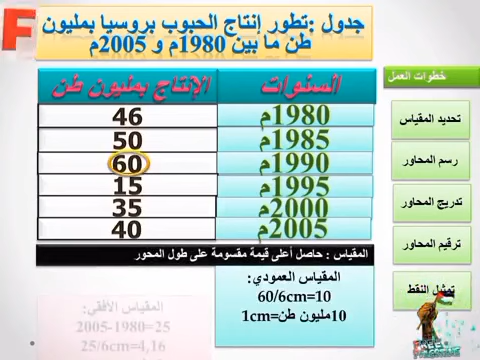 جدول :تطور إنتاج الحبوب بروسيا بمليون
طن ما بين 1980م و 2005م
خطوات العمل
السنوات الإنتاج بمليون طن
1980م 46
1985م 50
1990م 60
1995م 15
2000م 35
2005م 40
تحديد المقياس
رسم المحاور
تدريج المحاور
ترقيم المحاور
تمثيل النقط
المقياس : حاصل أعلى قيمة مقسومة على طول المحور
المقياس العمودي:
60/6cm=10
10مليون طن=1cm
المقياس الأفقي:
2005-1980=25
25/6cm=4,16
FREE